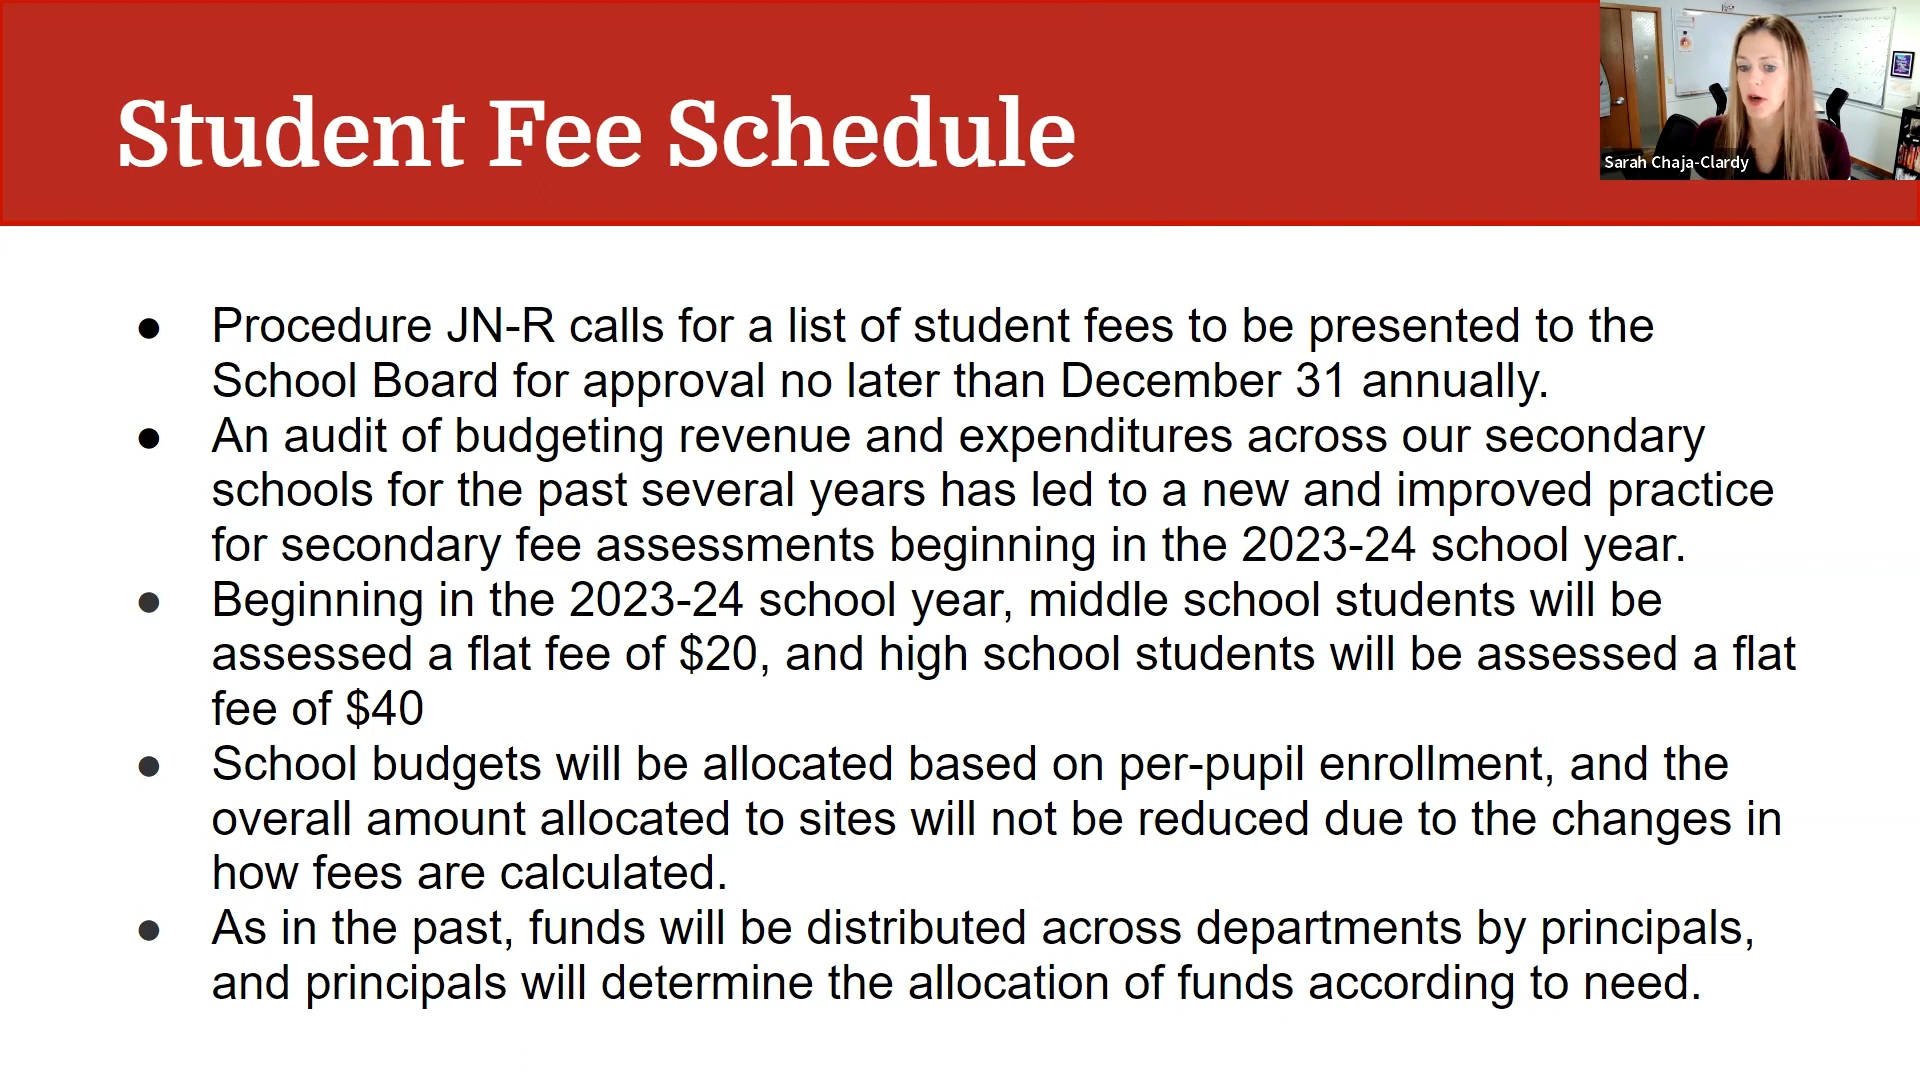 Student Fee Schedule
Sarah Chaja-Clardy
● Procedure JN-R calls for a list of student fees to be presented to the
School Board for approval no later than December 31 annually.
● An audit of budgeting revenue and expenditures across our secondary
schools for the past several years has led to a new and improved practice
for secondary fee assessments beginning in the 2023-24 school year.
● Beginning in the 2023-24 school year, middle school students will be
assessed a flat fee of $20, and high school students will be assessed a flat
fee of $40
● School budgets will be allocated based on per-pupil enrollment, and the
overall amount allocated to sites will not be reduced due to the changes in
how fees are calculated.
● As in the past, funds will be distributed across departments by principals,
and principals will determine the allocation of funds according to need.